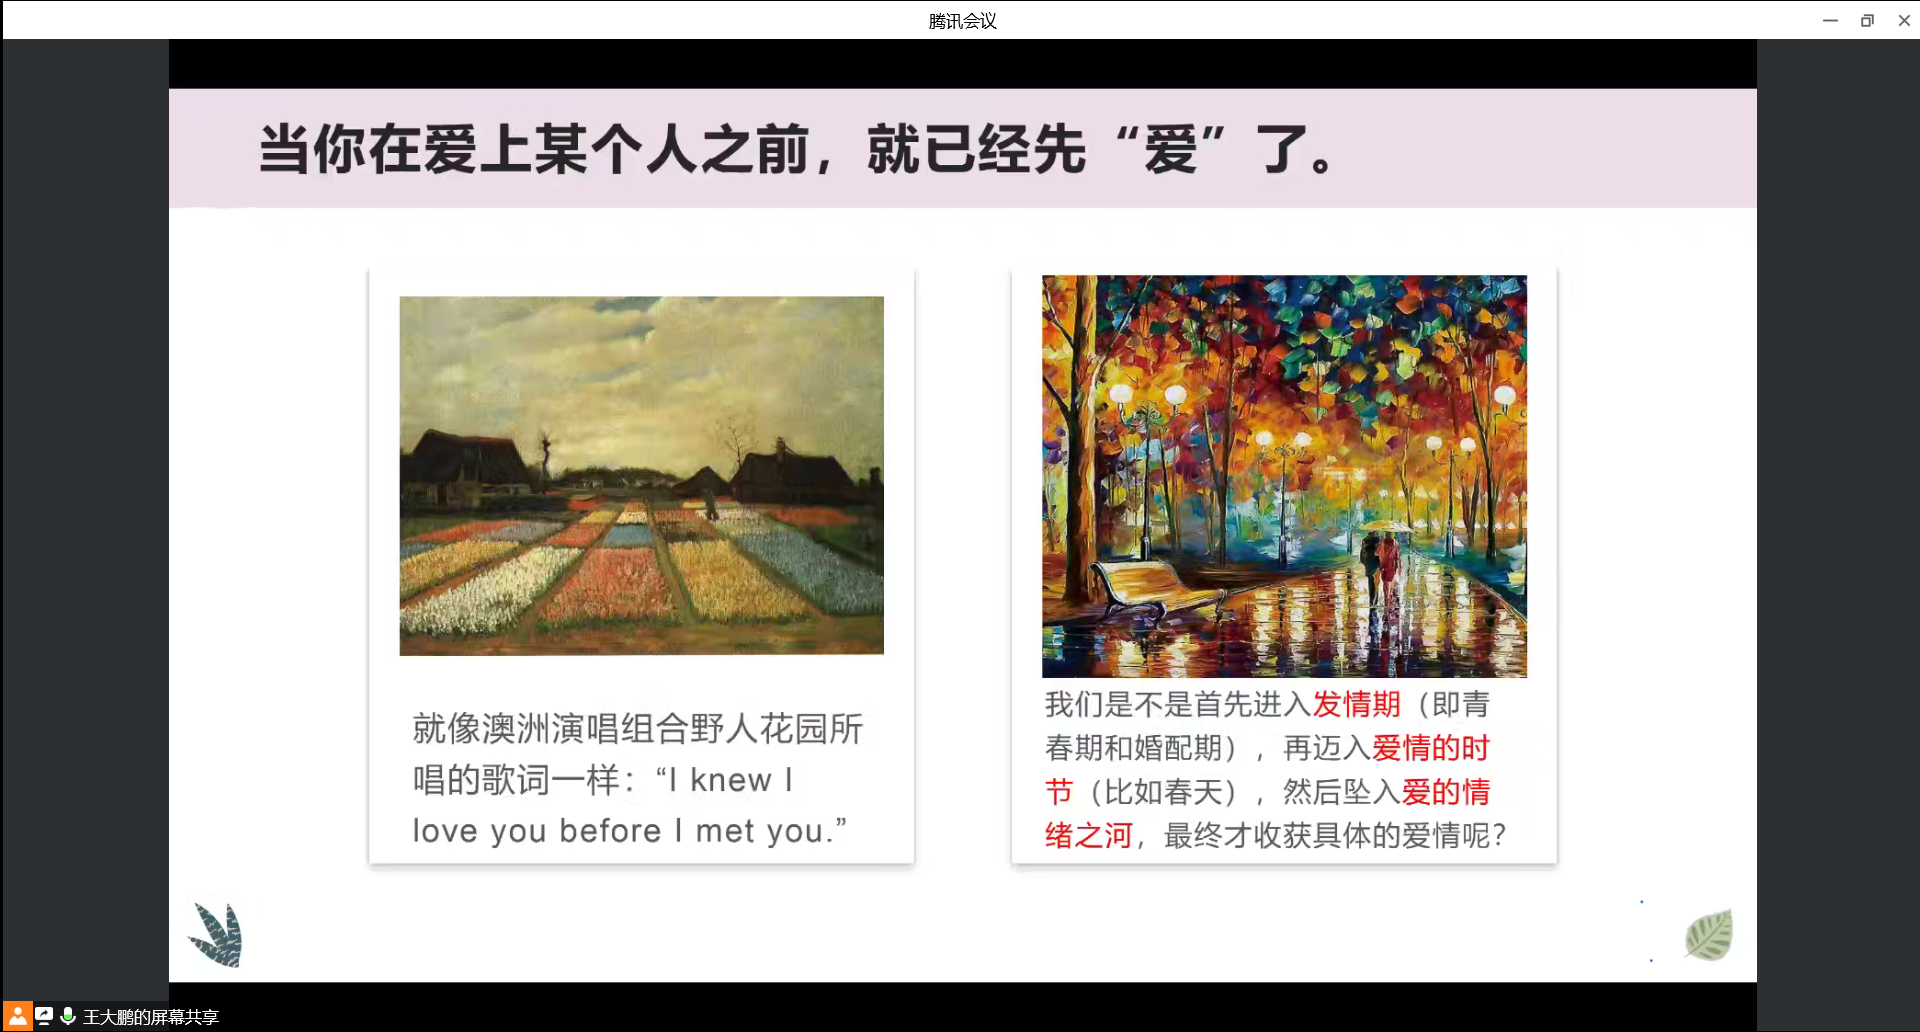 腾讯会议
当你在爱上某个人之前，就已经先“爱”了。
就像澳洲演唱组合野人花园所
唱的歌词一样：“I knew I
love you before I met you.”
我们是不是首先进入发情期（即青
春期和婚配期），再迈入爱情的时
节（比如春天），然后坠入爱的情
绪之河，最终才收获具体的爱情呢？
王大鹏的屏幕共享